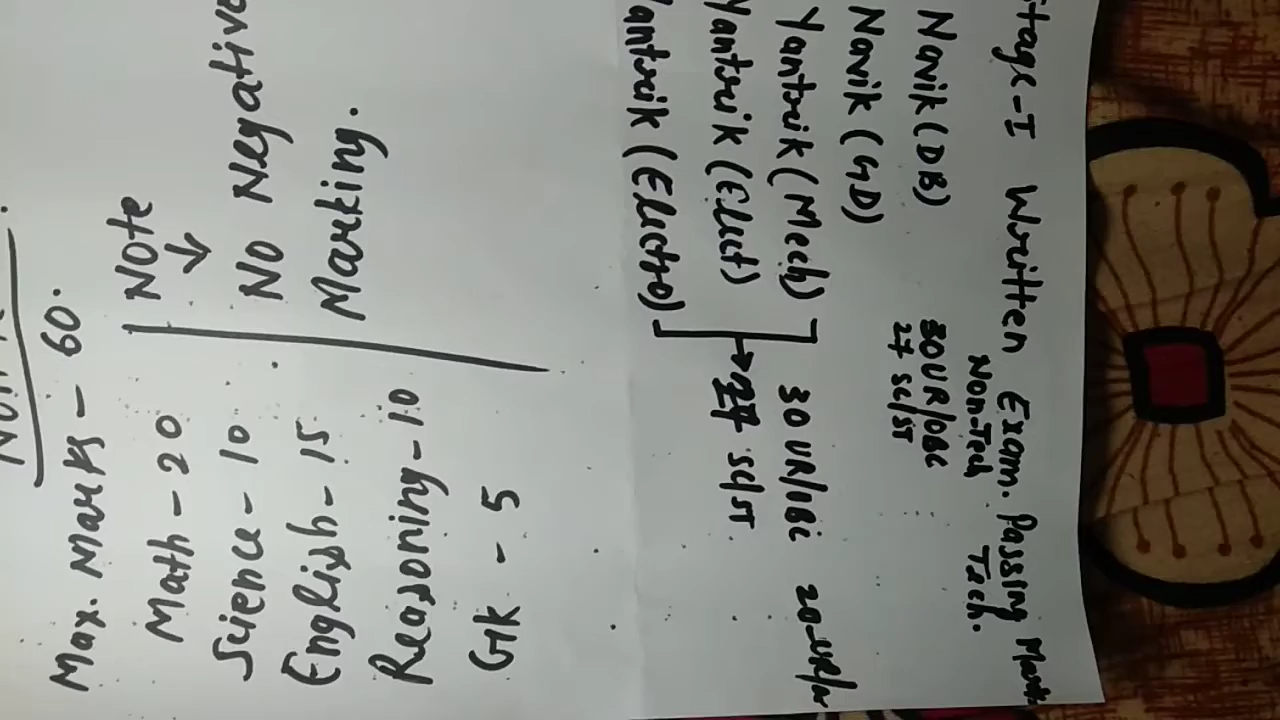 Max. Marks - 60.
Math - 20
Science - 10
English - 15
Reasoning - 10
GK - 5
Note
↓
No Negative
Marking.
Stage-I Written Exam. Passing Mark
Non-Tech Tech.
Navik (DB) 30 UR/OBC
27 SC/ST
Navik (GD)
Yantrik (Mech) 30 UR/OBC 20-UR/
Yantrik (Elect) → 27 SC/ST
Yantrik (Electro)